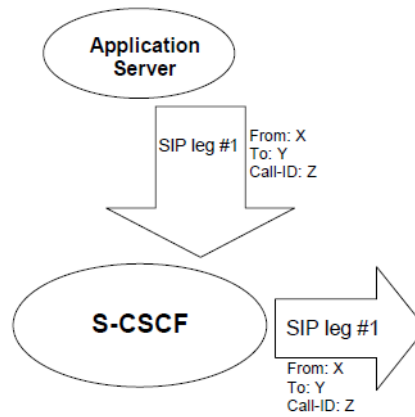 Application
Server
SIP leg #1
From: X
To: Y
Call-ID: Z
S-CSCF
SIP leg #1
From: X
To: Y
Call-ID: Z